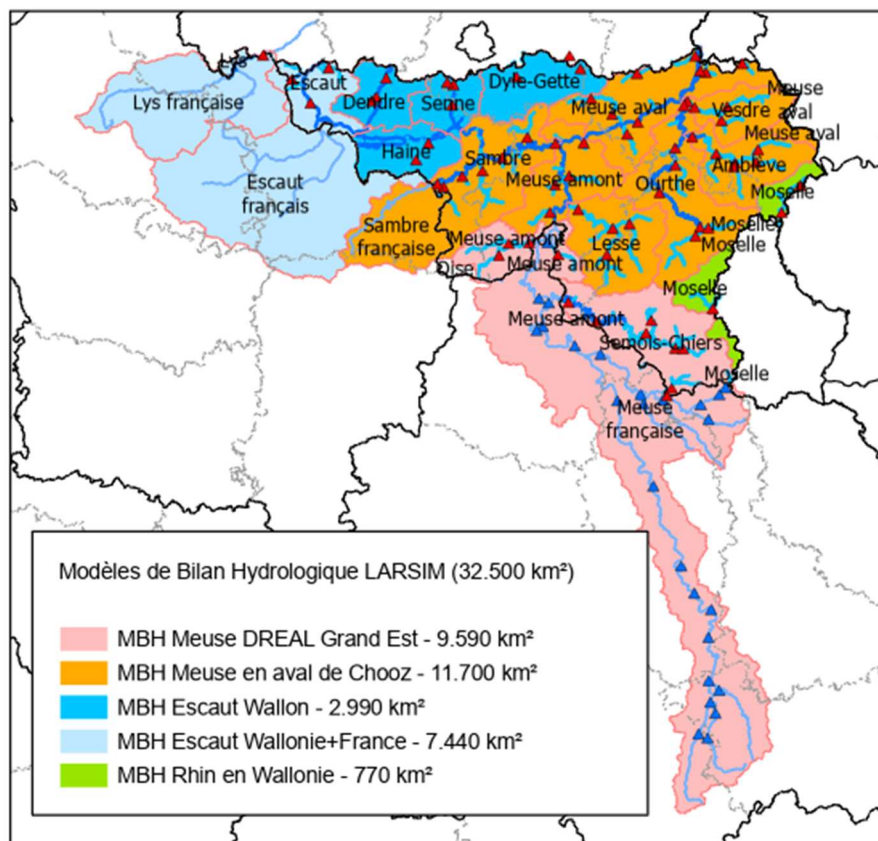 Lys
Lys française
Escaut
Dendre
Senne
Dyle-Gette
Meuse aval
Meuse
aval
Vesdre
Meuse aval
Haine
Sambre
Amblève
Escaut
français
Meuse amont
Ourthe
Moselle
Sambre
française
Meuse amont
Lesse
Moselle
Moselle
Oise
Meuse amont
Moselle
Meuse amont
Semois-Chiers
Moselle
Meuse
française
Modèles de Bilan Hydrologique LARSIM (32.500 km²)
MBH Meuse DREAL Grand Est - 9.590 km²
MBH Meuse en aval de Chooz - 11.700 km²
MBH Escaut Wallon - 2.990 km²
MBH Escaut Wallonie+France - 7.440 km²
MBH Rhin en Wallonie - 770 km²